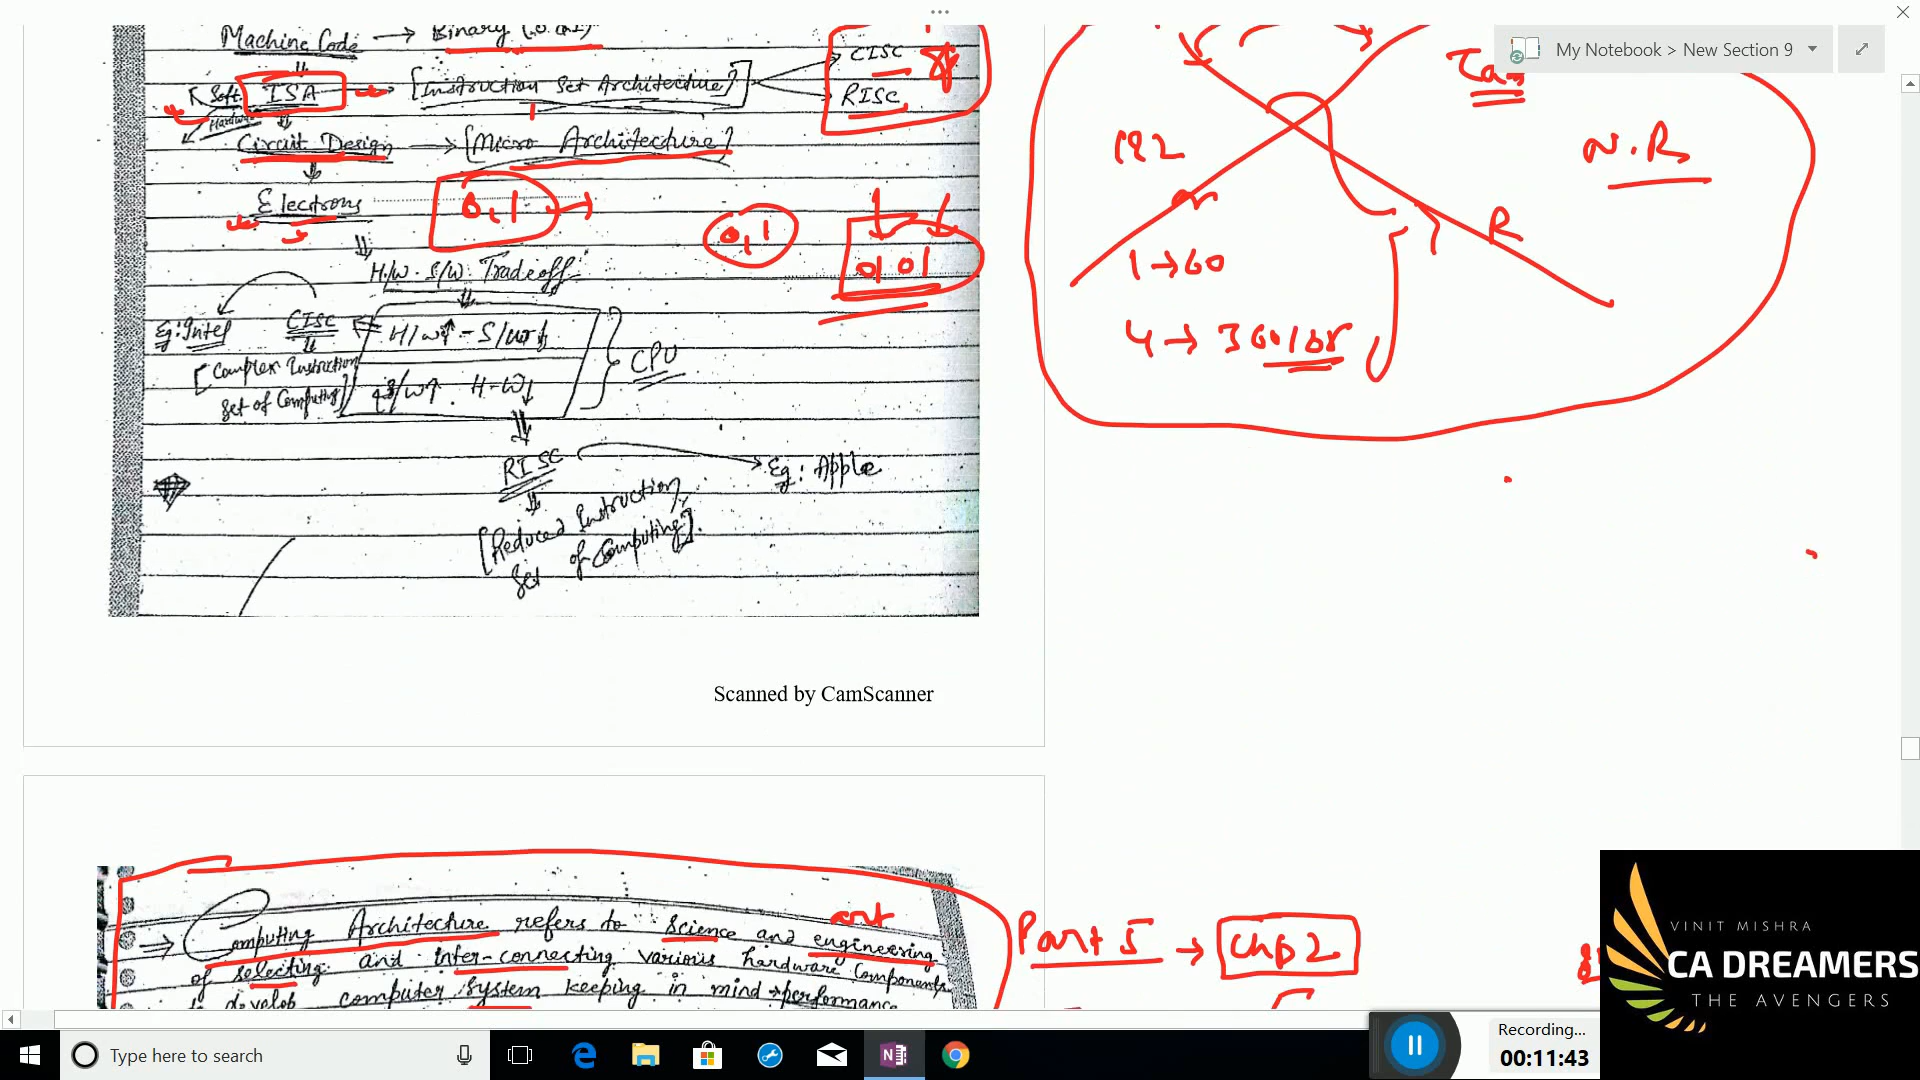 My Notebook > New Section 9
Machine Code → Binary (0 & 1)
Soft. ISA → [Instruction Set Architecture]
CISC
RISC
Hardware
Circuit Design → [Micro Architecture]
Electrons
0,1
0,1
0101
H/W - S/W Tradeoff
Eg: Intel CISC H/W↑ - S/W↓
[Complex Instruction
Set of Computing]
S/W↑ . H-W↓
CPU
RISC
Eg: Apple
[Reduced Instruction
Set of Computing].
Scanned by CamScanner
N.R
R
1→60
4→360/hr
→ Computing Architecture refers to Science and engineering
art
of selecting and inter-connecting various hardware components
to develop computer system keeping in mind → performance
Part 5 → Chp 2
VINIT MISHRA
CA DREAMERS
THE AVENGERS
Type here to search
Recording...
00:11:43